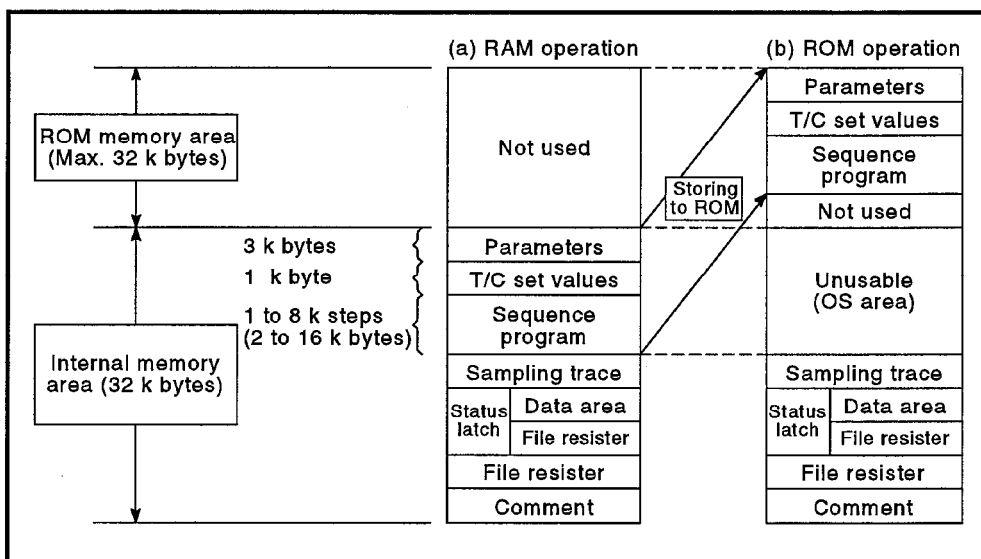 (a) RAM operation
(b) ROM operation
ROM memory area
(Max. 32 k bytes)
Internal memory
area (32 k bytes)
3 k bytes
1 k byte
1 to 8 k steps
(2 to 16 k bytes)
Not used
Parameters
T/C set values
Sequence
program
Sampling trace
Status
latch
Data area
File resister
File resister
Comment
Storing
to ROM
Parameters
T/C set values
Sequence
program
Not used
Unusable
(OS area)
Sampling trace
Status
latch
Data area
File resister
File resister
Comment